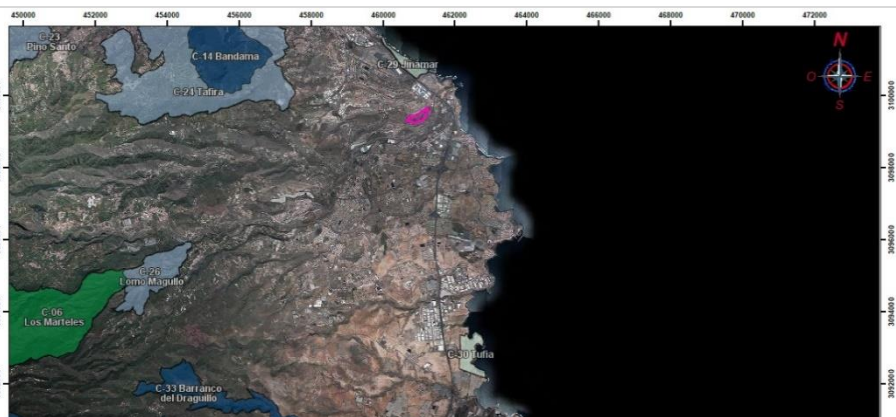 450000 452000 454000 456000 458000 460000 462000 464000 466000 468000 470000 472000
C-23
Pino Santo
C-14 Bandama
C-29 Jinamar
C-24 Tafira
N
O E
S
3100000
3098000
3096000
C-26
Lomo Magullo
C-06
Los Marteles
3094000
C-30 Tufia
C-33 Barranco
del Draguillo
3092000